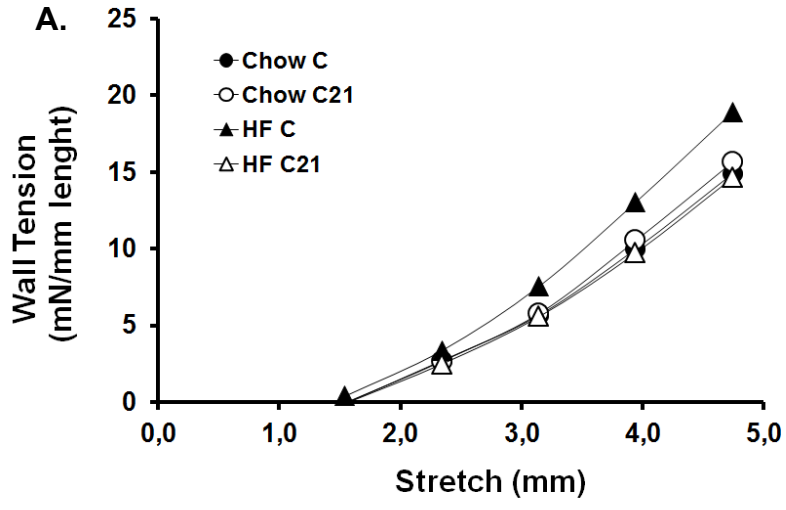 A.
25
20
15
10
5
0
Wall Tension
(mN/mm lenght)
Chow C
Chow C21
HF C
HF C21
0,0 1,0 2,0 3,0 4,0 5,0
Stretch (mm)